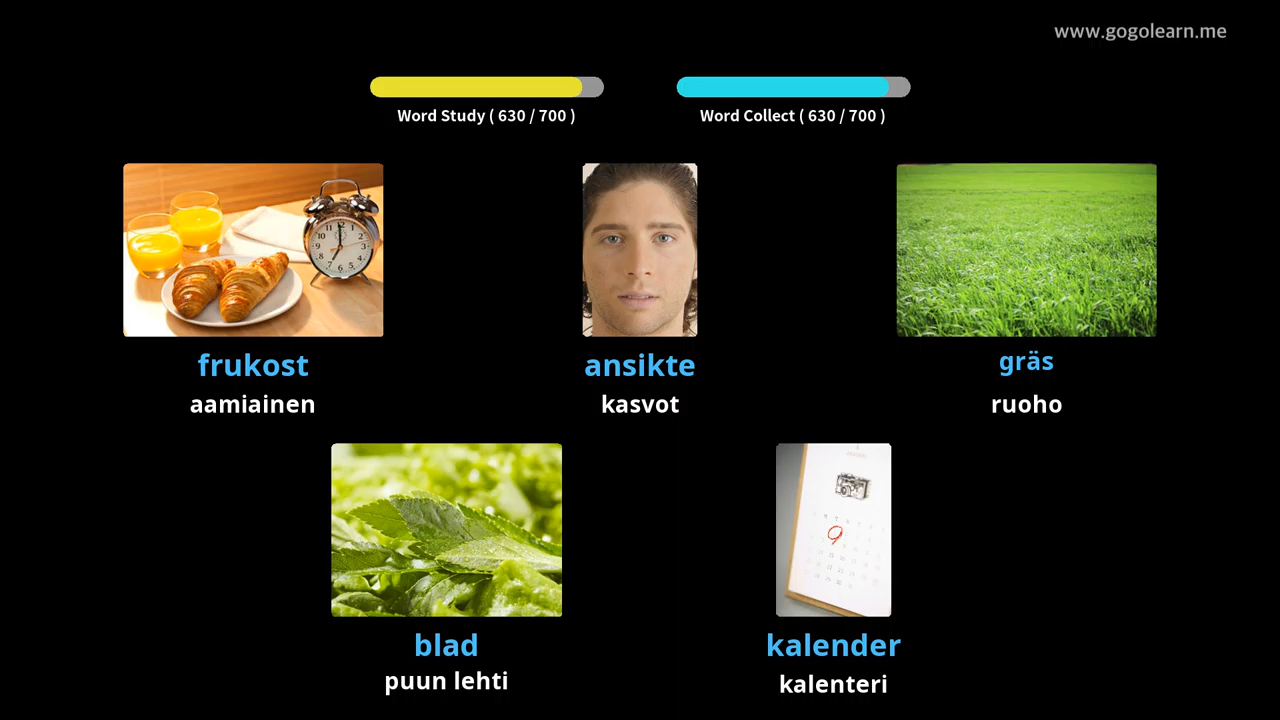 www.gogolearn.me
Word Study ( 630 / 700 )
Word Collect ( 630 / 700 )
frukost
aamiainen
ansikte
kasvot
gräs
ruoho
blad
puun lehti
kalender
kalenteri